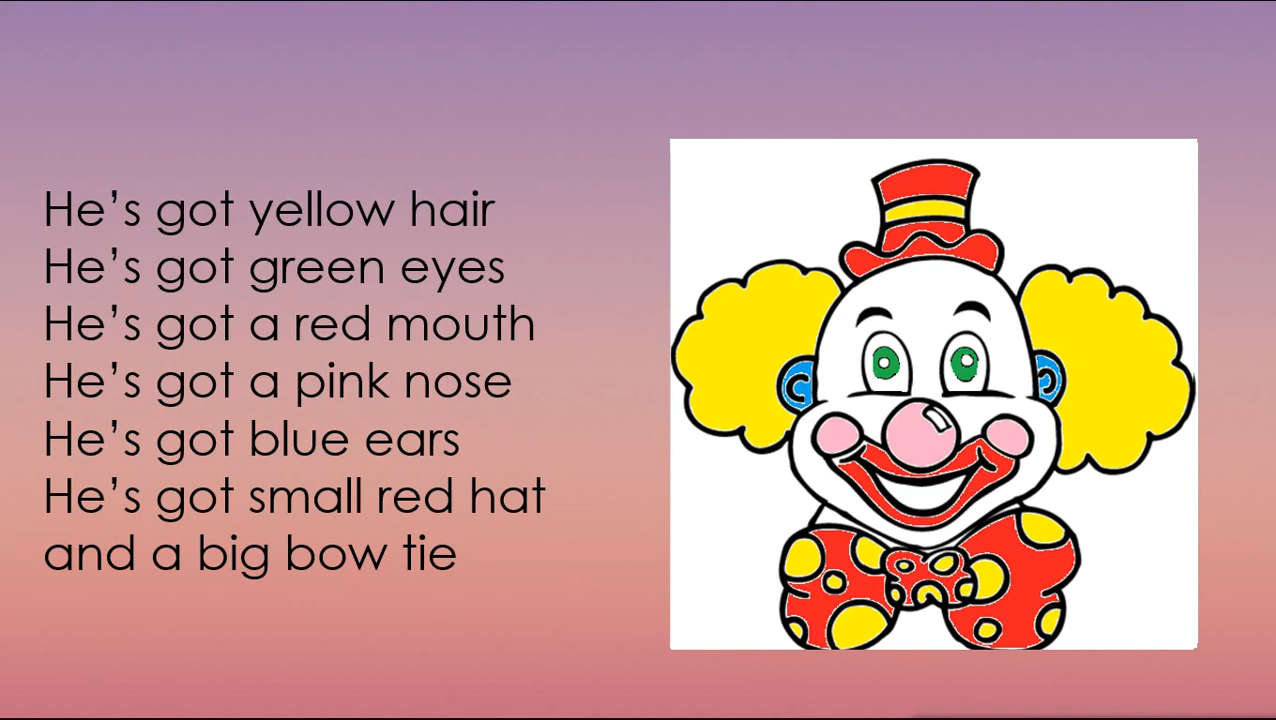 He’s got yellow hair
He’s got green eyes
He’s got a red mouth
He’s got a pink nose
He’s got blue ears
He’s got small red hat
and a big bow tie